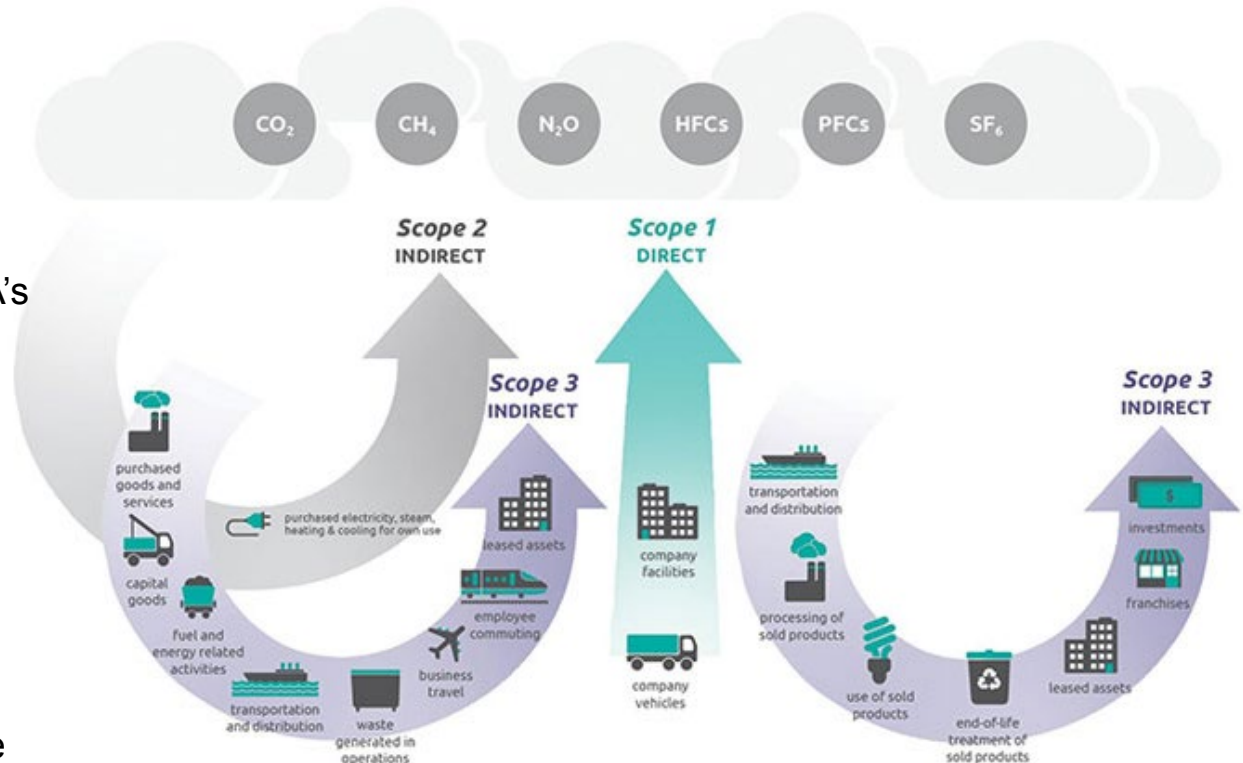 CO₂
CH₄
N₂O
HFCs
PFCs
SF₆
Scope 2
INDIRECT
Scope 1
DIRECT
A's
Scope 3
INDIRECT
Scope 3
INDIRECT
purchased
goods and
services
purchased electricity, steam,
heating & cooling for own use
capital
goods
fuel and
energy related
activities
transportation
and distribution
waste
generated in
operations
business
travel
employee
commuting
leased assets
company
facilities
company
vehicles
transportation
and distribution
processing of
sold products
use of sold
products
end-of-life
treatment of
sold products
leased assets
franchises
$
investments
e